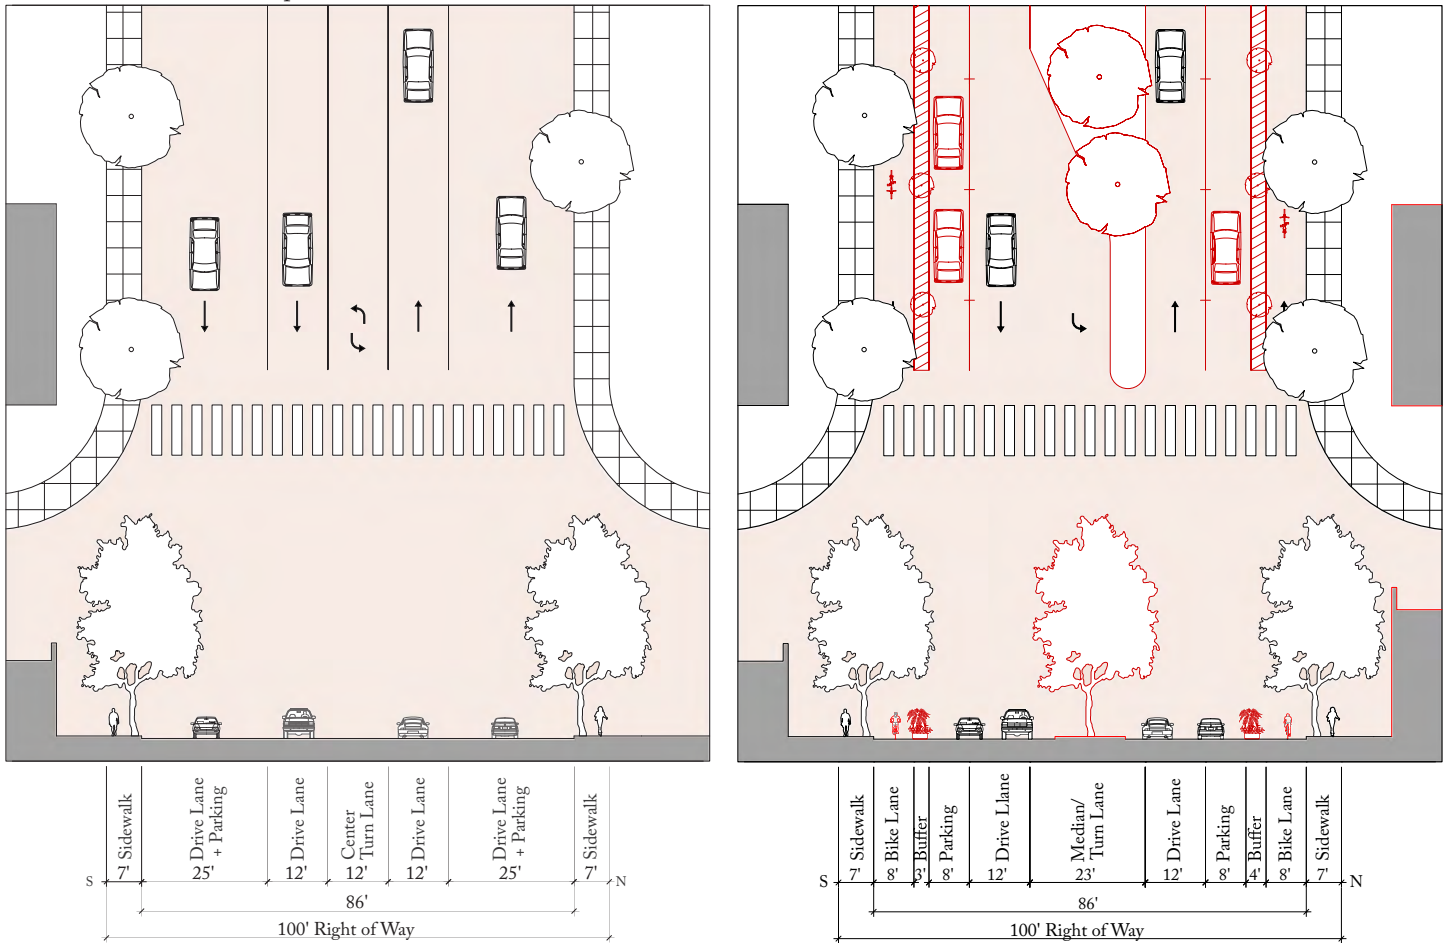 7' Sidewalk
25' Drive Lane
+ Parking
12' Drive Lane
12' Center
Turn Lane
12' Drive Lane
25' Drive Lane
+ Parking
7' Sidewalk
S
N
86'
100' Right of Way
7' Sidewalk
8' Bike Lane
3' Buffer
8' Parking
12' Drive Llane
23' Median/
Turn Lane
12' Drive Lane
8' Parking
4' Buffer
8' Bike Lane
7' Sidewalk
S
N
86'
100' Right of Way